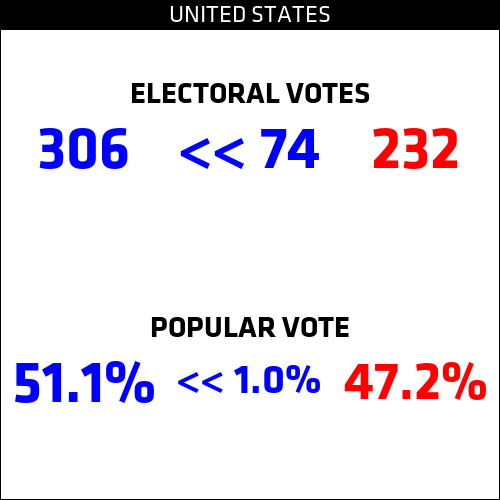 UNITED STATES
ELECTORAL VOTES
306 << 74 232
POPULAR VOTE
51.1% << 1.0% 47.2%